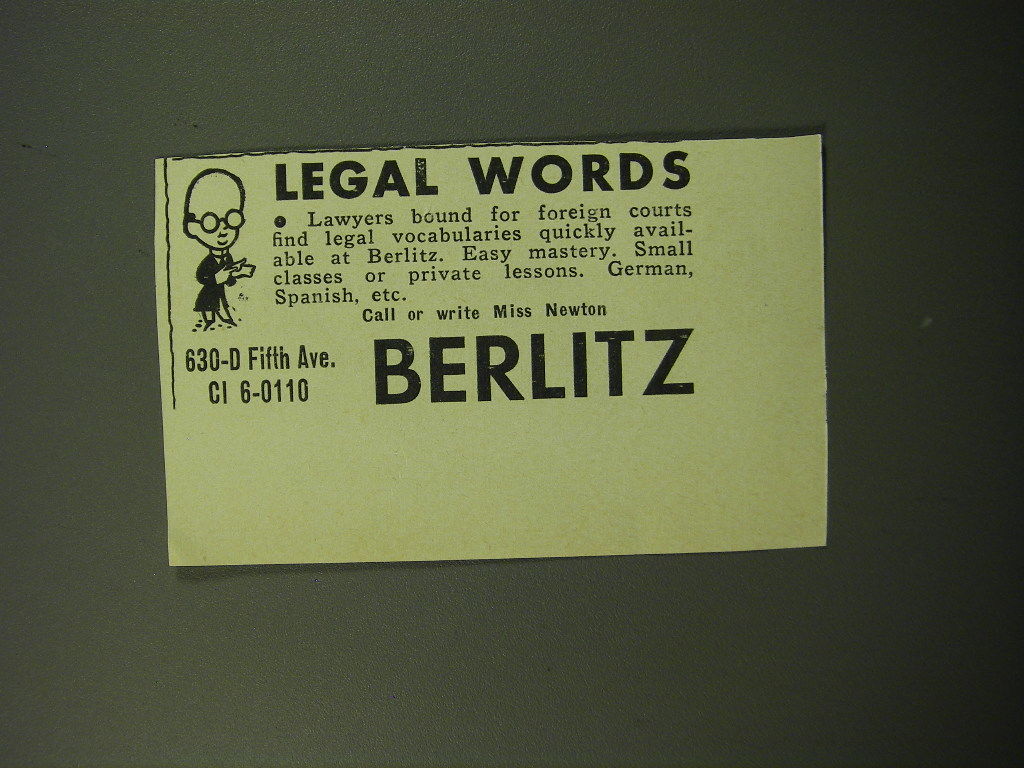 LEGAL WORDS
• Lawyers bound for foreign courts
find legal vocabularies quickly avail-
able at Berlitz. Easy mastery. Small
classes or private lessons. German,
Spanish, etc.
Call or write Miss Newton
630-D Fifth Ave.
CI 6-0110
BERLITZ